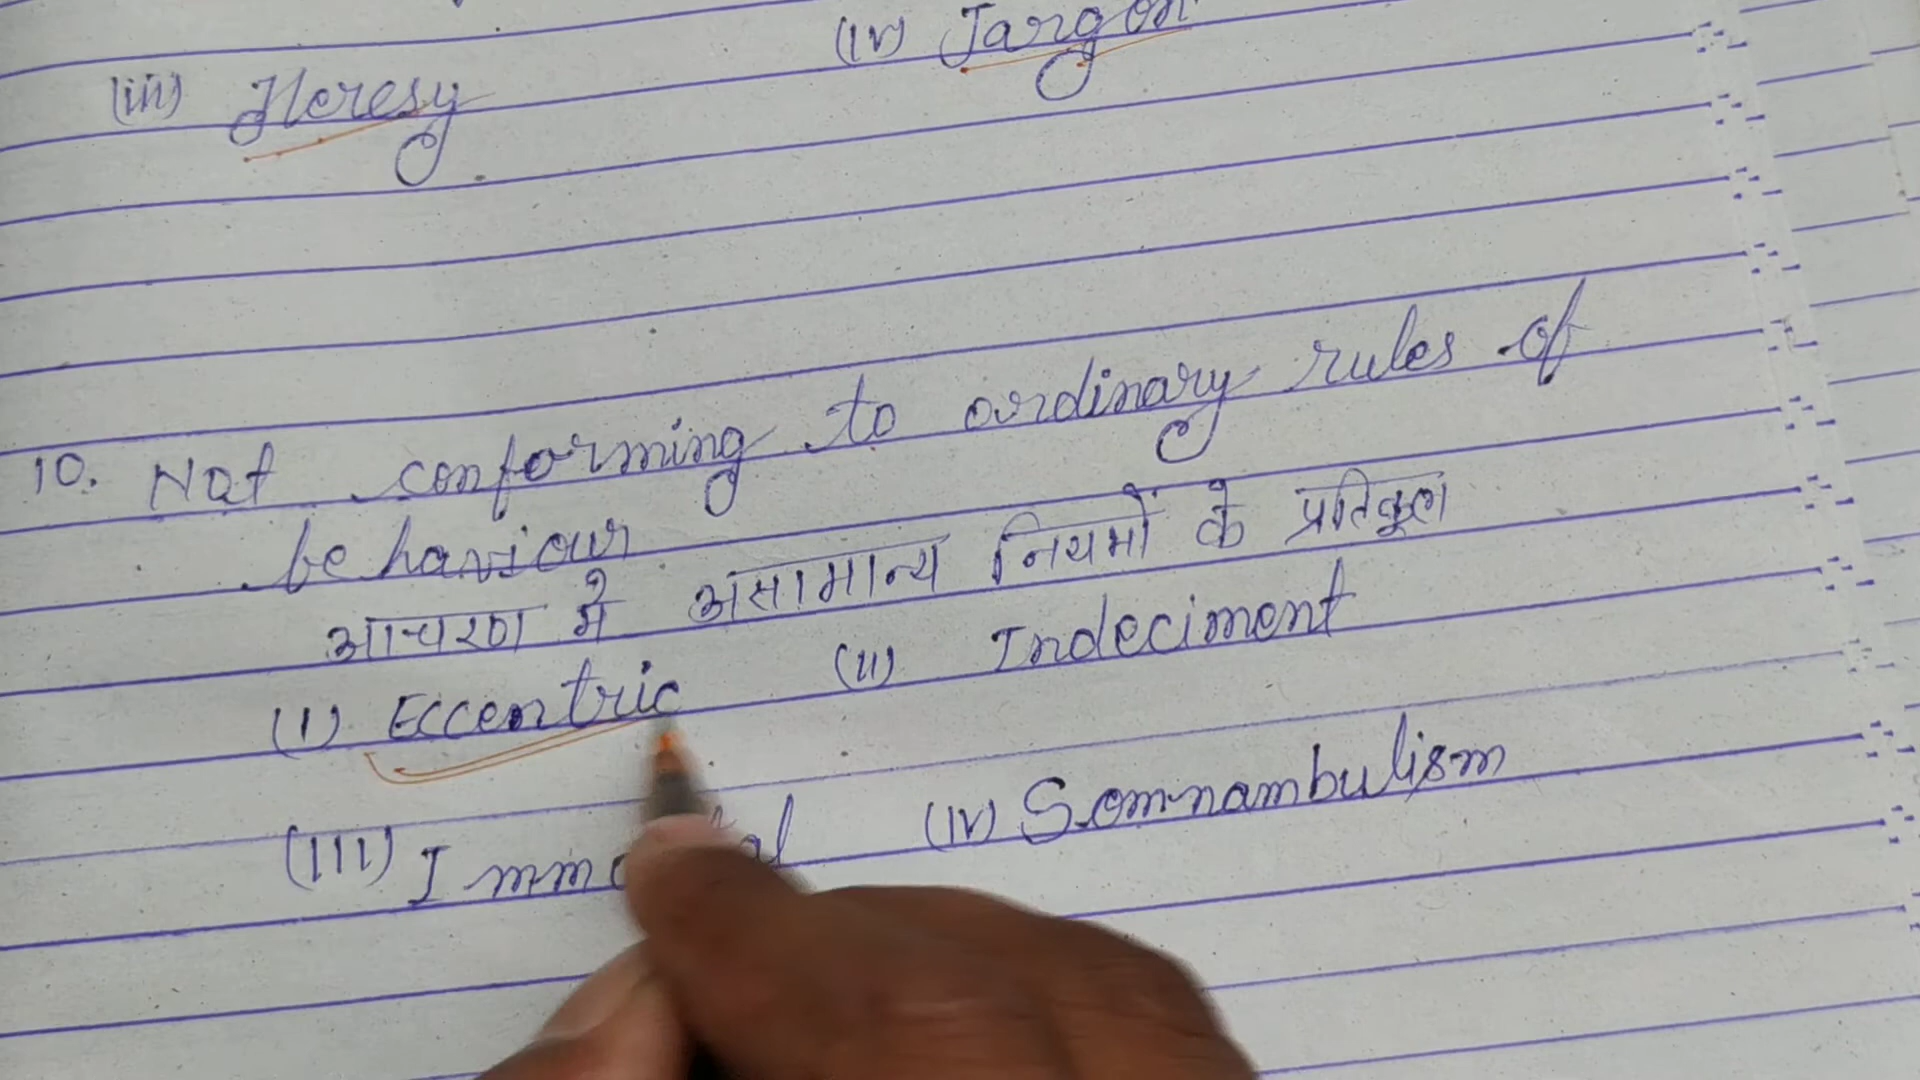 (iv) Jargon
(iii) Heresy
10. Not conforming to ordinary rules of
behaviour
आचरण में असामान्य नियमों के प्रतिकूल
(I) Eccentric (II) Indeciment
(III) (IV) Somnambulism